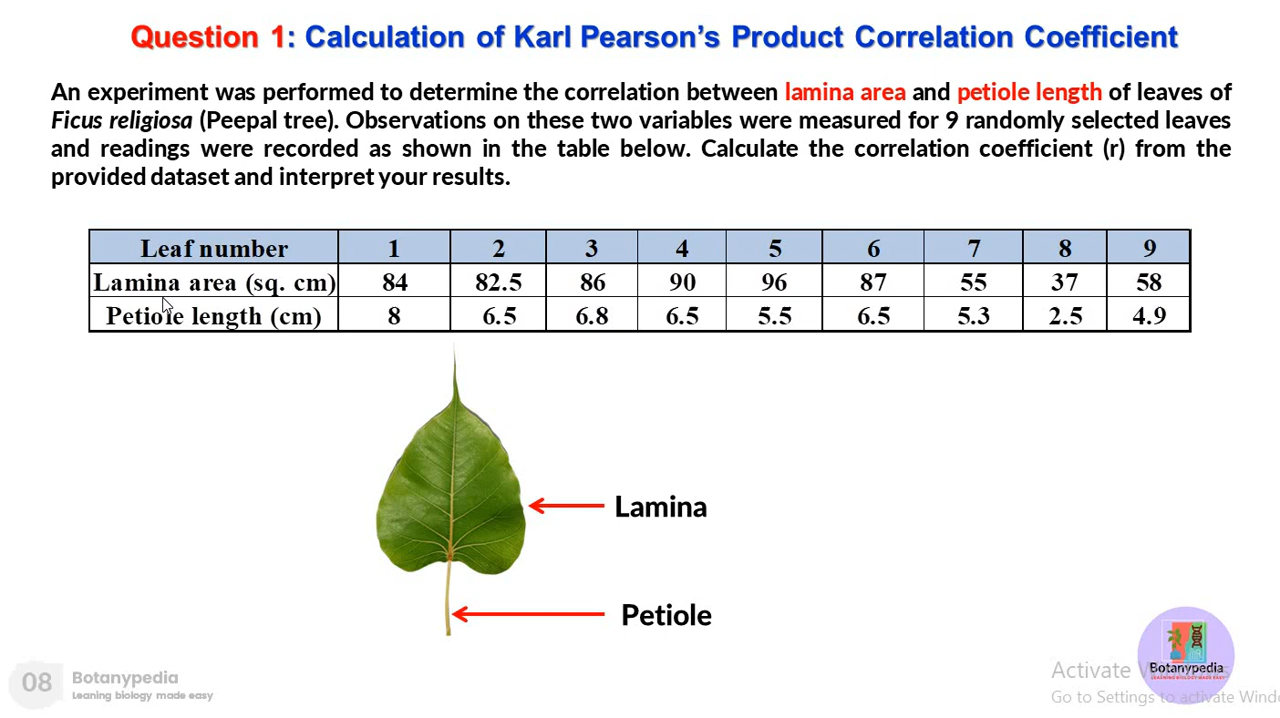 Question 1: Calculation of Karl Pearson's Product Correlation Coefficient
An experiment was performed to determine the correlation between lamina area and petiole length of leaves of
Ficus religiosa (Peepal tree). Observations on these two variables were measured for 9 randomly selected leaves
and readings were recorded as shown in the table below. Calculate the correlation coefficient (r) from the
provided dataset and interpret your results.
Leaf number 1 2 3 4 5 6 7 8 9
Lamina area (sq. cm) 84 82.5 86 90 96 87 55 37 58
Petiole length (cm) 8 6.5 6.8 6.5 5.5 6.5 5.3 2.5 4.9
Lamina
Petiole
08
Botanypedia
Leaning biology made easy
Botanypedia
LEARNING BIOLOGY MADE EASY
Activate
Go to Settings to activate